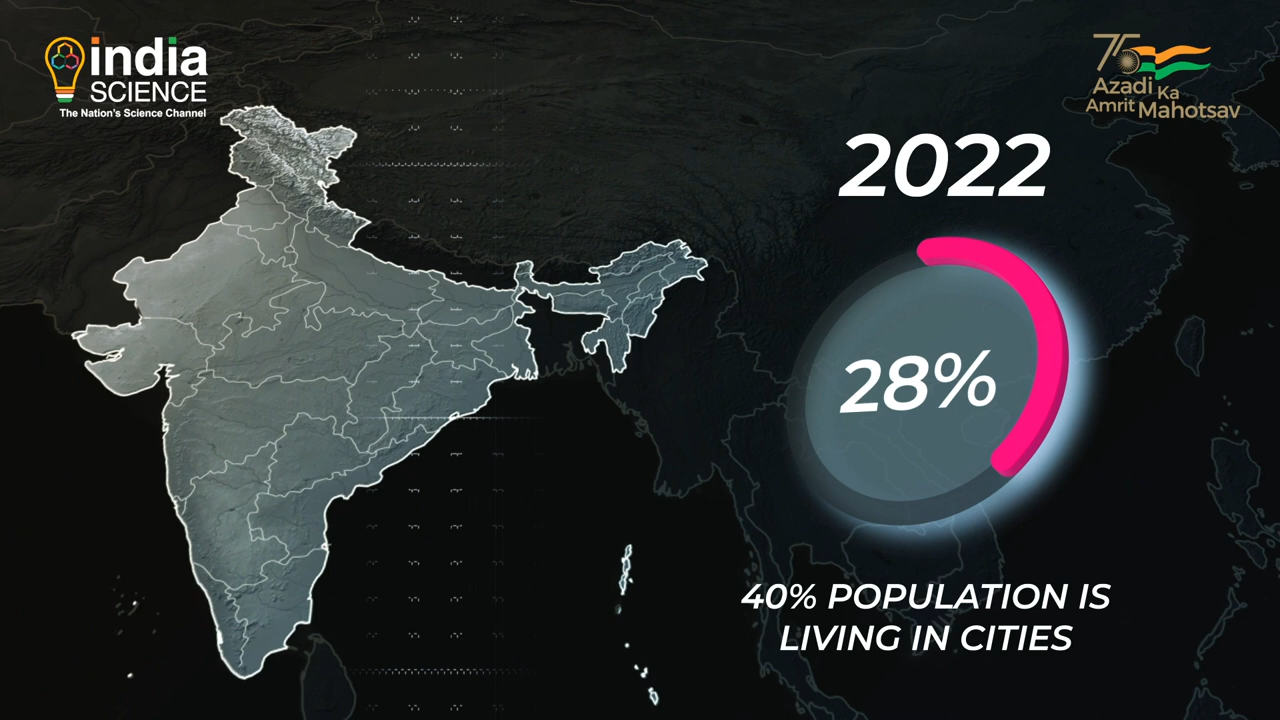 india
SCIENCE
The Nation's Science Channel
75
Azadi Ka
Amrit Mahotsav
2022
28%
40% POPULATION IS
LIVING IN CITIES